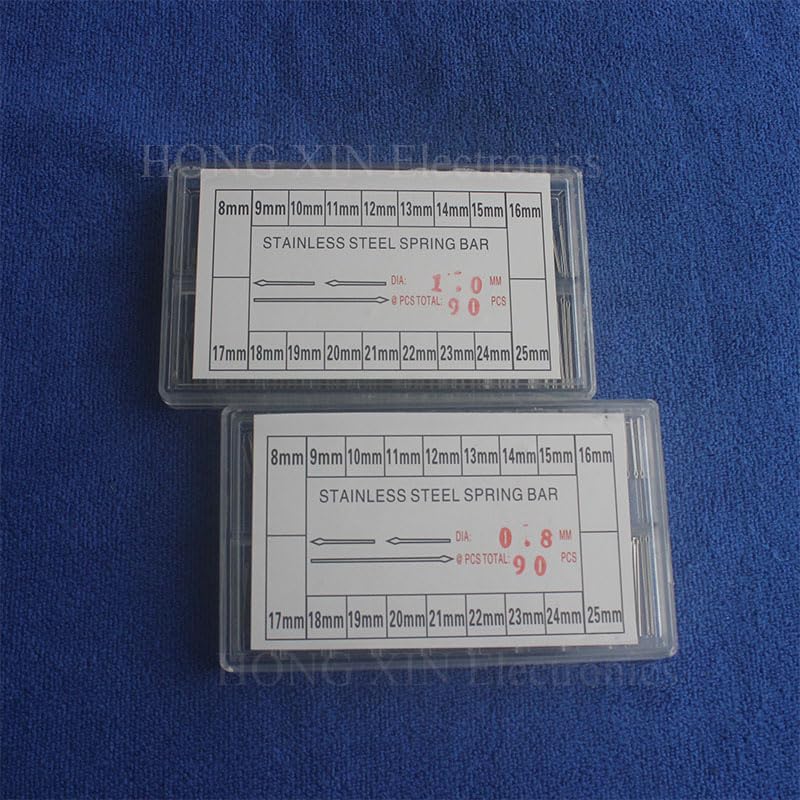 HONG XIN Electronics
8mm 9mm 10mm 11mm 12mm 13mm 14mm 15mm 16mm
STAINLESS STEEL SPRING BAR
DIA: 1.0 MM
@ PCS TOTAL: 90 PCS
17mm 18mm 19mm 20mm 21mm 22mm 23mm 24mm 25mm
8mm 9mm 10mm 11mm 12mm 13mm 14mm 15mm 16mm
STAINLESS STEEL SPRING BAR
DIA: 0.8 MM
@ PCS TOTAL: 90 PCS
17mm 18mm 19mm 20mm 21mm 22mm 23mm 24mm 25mm
HONG XIN Electronics